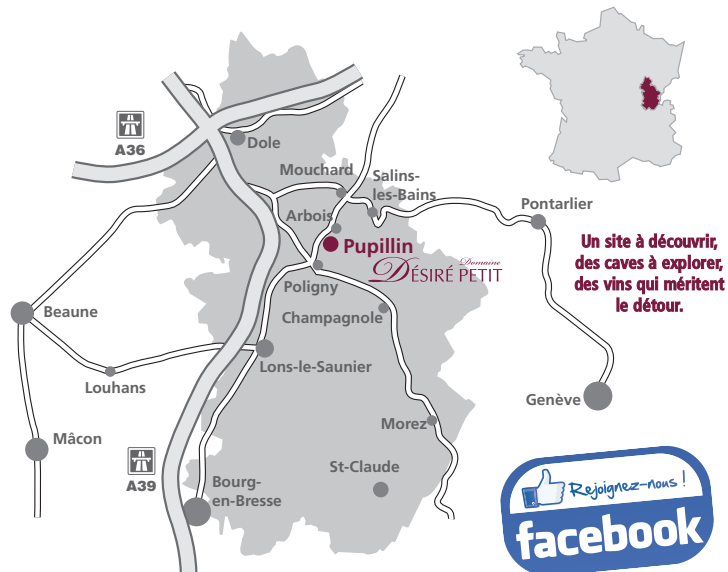 A36
Dole
Mouchard
Salins-
les-Bains
Arbois
Pontarlier
Pupillin
Domaine
DÉSIRÉ PETIT
Un site à découvrir,
des caves à explorer,
des vins qui méritent
le détour.
Poligny
Beaune
Champagnole
Lons-le-Saunier
Louhans
Genève
Morez
Mâcon
A39
St-Claude
Bourg-
en-Bresse
Rejoignez-nous !
facebook